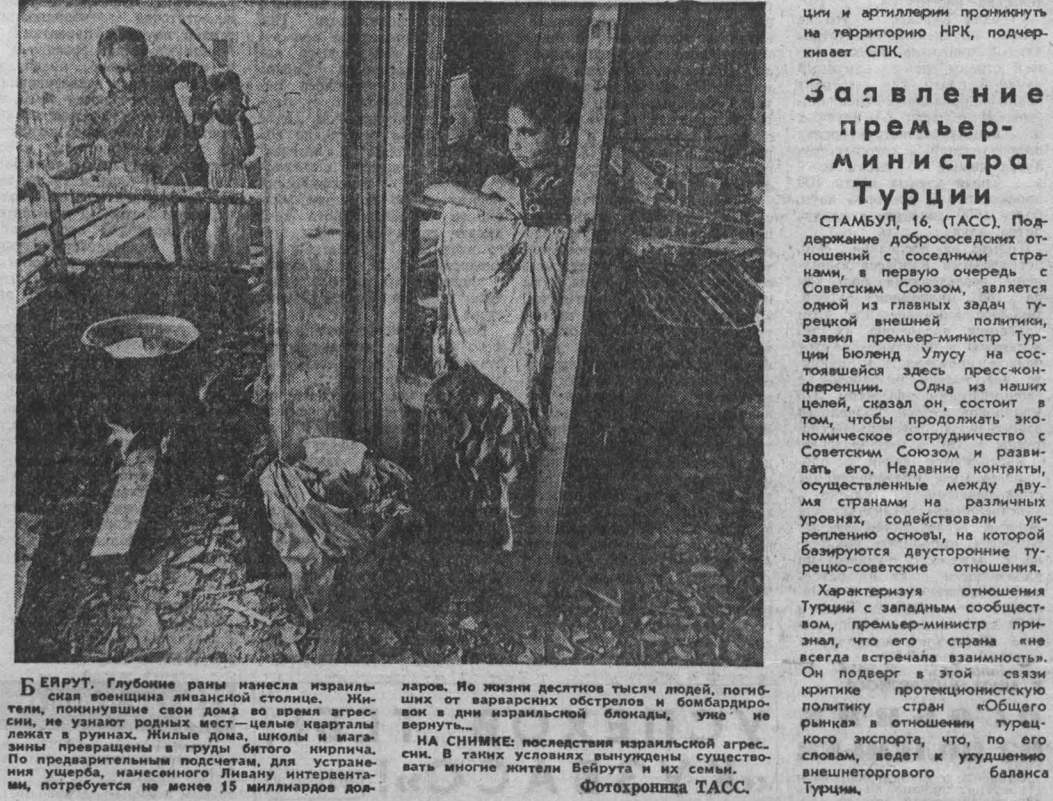 БЕЙРУТ. Глубокие раны нанесла израиль-
ская военщина ливанской столице. Жи-
тели, покинувшие свои дома во время агрес-
сии, не узнают родных мест—целые кварталы
лежат в руинах. Жилые дома, школы и мага-
зины превращены в груды битого кирпича.
По предварительным подсчетам, для устране-
ния ущерба, нанесенного Ливану интервента-
ми, потребуется не менее 15 миллиардов дол-
ларов. Но жизни десятков тысяч людей, погиб-
ших от варварских обстрелов и бомбардиро-
вок в дни израильской блокады, уже не
вернуть...
НА СНИМКЕ: последствия израильской агрес-
сии. В таких условиях вынуждены существо-
вать многие жители Бейрута и их семьи.
Фотохроника ТАСС.
ции и артиллерии проникнуть
на территорию НРК, подчер-
кивает СПК.
Заявление
премьер-
министра
Турции
СТАМБУЛ, 16. (ТАСС). Под-
держание добрососедских от-
ношений с соседними стра-
нами, в первую очередь с
Советским Союзом, является
одной из главных задач ту-
рецкой внешней политики,
заявил премьер-министр Тур-
ции Бюленд Улусу на сос-
тоявшейся здесь пресс-кон-
ференции. Одна из наших
целей, сказал он, состоит в
том, чтобы продолжать эко-
номическое сотрудничество с
Советским Союзом и разви-
вать его. Недавние контакты,
осуществленные между дву-
мя странами на различных
уровнях, содействовали ук-
реплению основы, на которой
базируются двусторонние ту-
рецко-советские отношения.
Характеризуя отношения
Турции с западным сообщест-
вом, премьер-министр приз-
знал, что его страна «не
всегда встречала взаимность».
Он подверг в этой связи
критике протекционистскую
политику стран «Общего
рынка» в отношении турец-
кого экспорта, что, по его
словам, ведет к ухудшению
внешнеторгового баланса
Турции.